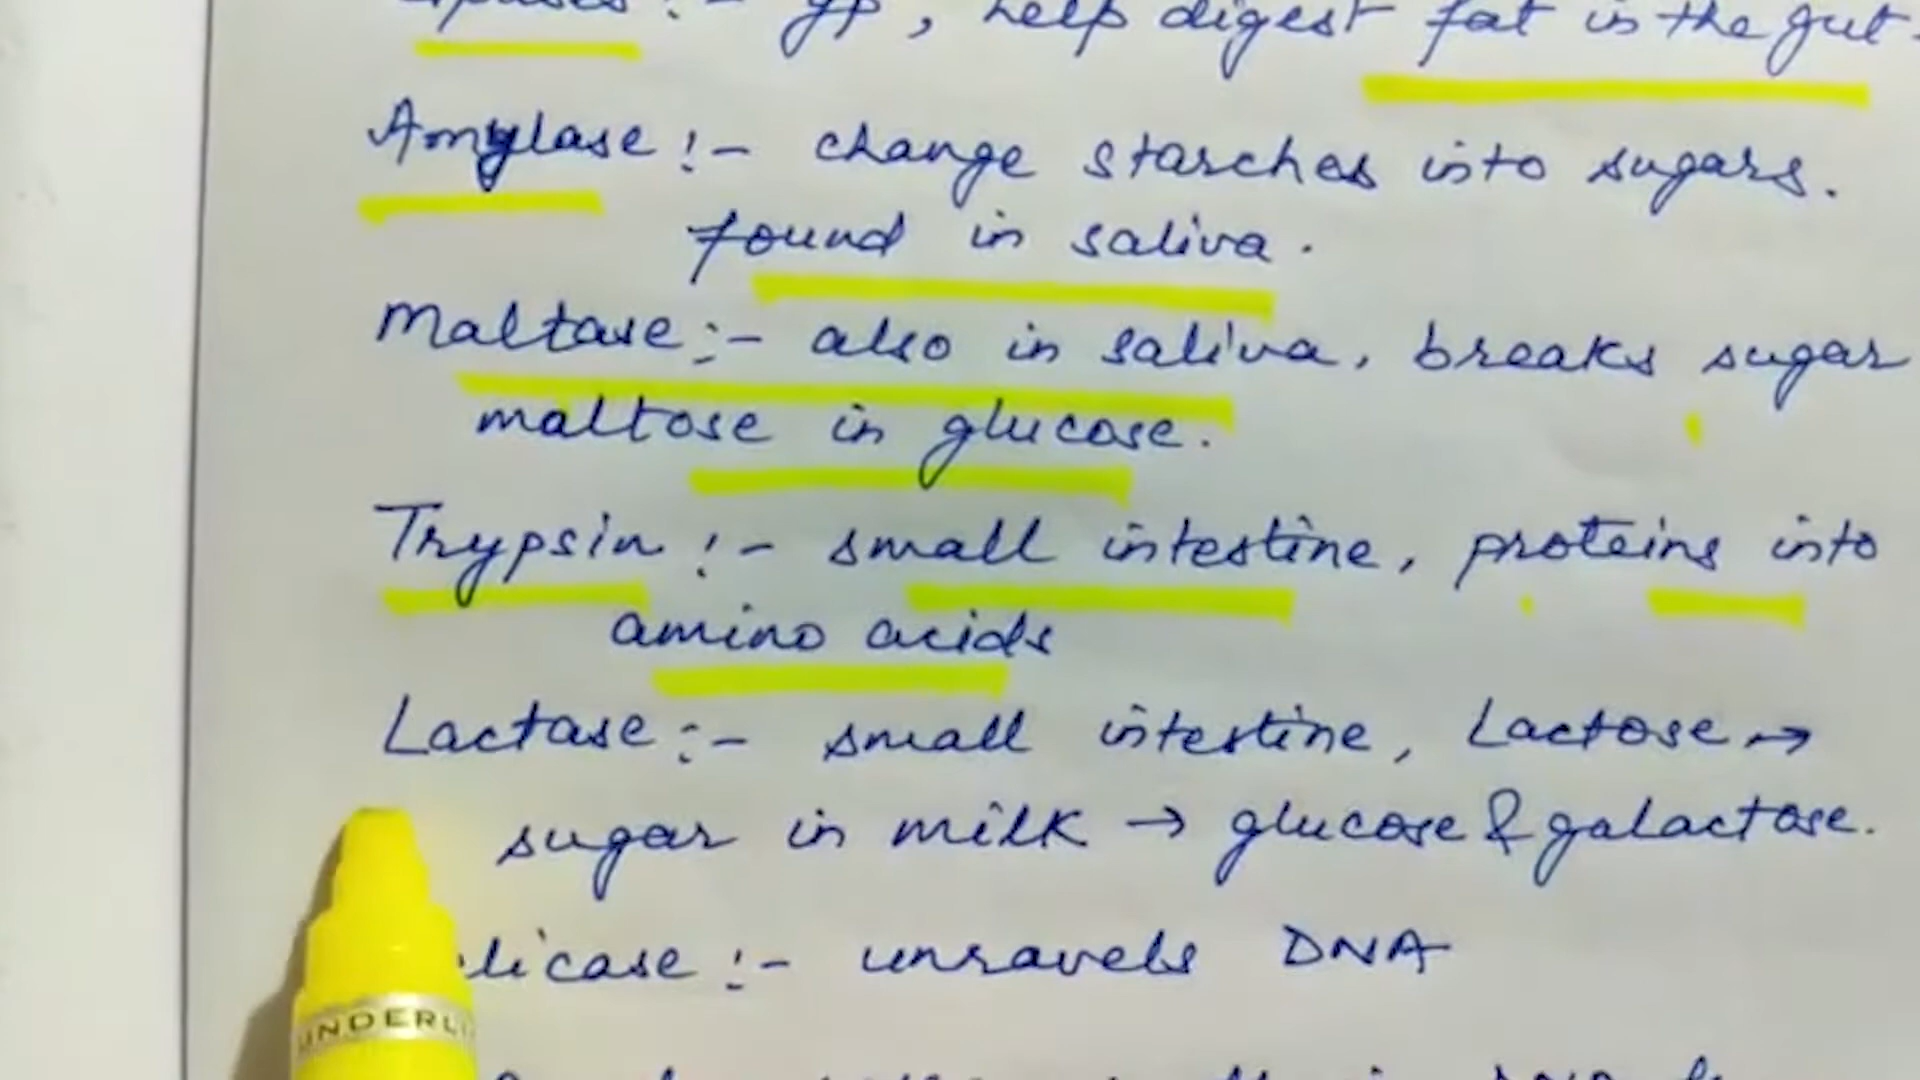 help digest fat in the gut.
Amylase :- change starches into sugars.
found in saliva.
Maltase :- also in saliva, breaks sugar
maltose in glucose.
Trypsin :- small intestine, proteins into
amino acids
Lactase :- small intestine, Lactose →
sugar in milk → glucose & galactose.
licase :- unravels DNA
UNDERLI